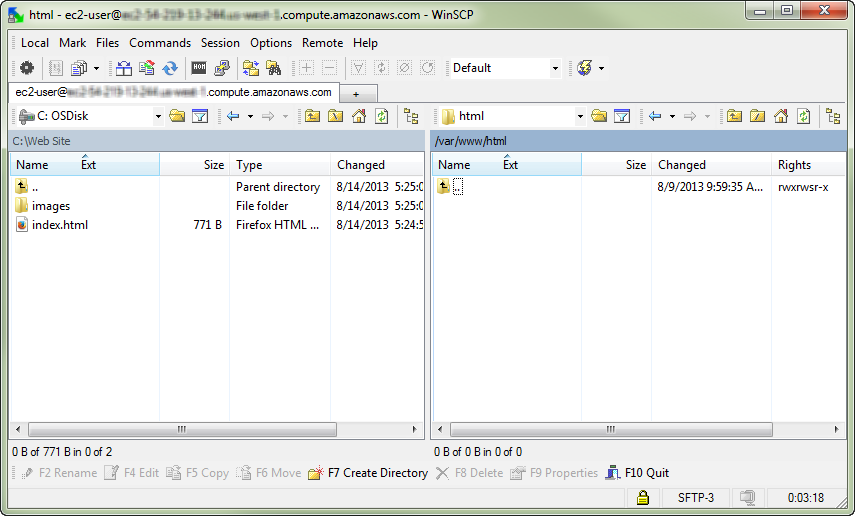 html - ec2-user@ .compute.amazonaws.com - WinSCP
Local Mark Files Commands Session Options Remote Help
Default
ec2-user@ .compute.amazonaws.com +
C: OSDisk html
C:\Web Site /var/www/html
Name Ext Size Type Changed Name Ext Size Changed Rights
.. Parent directory 8/14/2013 5:25:0 .. 8/9/2013 9:59:35 A... rwxrwsr-x
images File folder 8/14/2013 5:25:0
index.html 771 B Firefox HTML ... 8/14/2013 5:24:5
0 B of 771 B in 0 of 2 0 B of 0 B in 0 of 0
F2 Rename F4 Edit F5 Copy F6 Move F7 Create Directory F8 Delete F9 Properties F10 Quit
SFTP-3 0:03:18